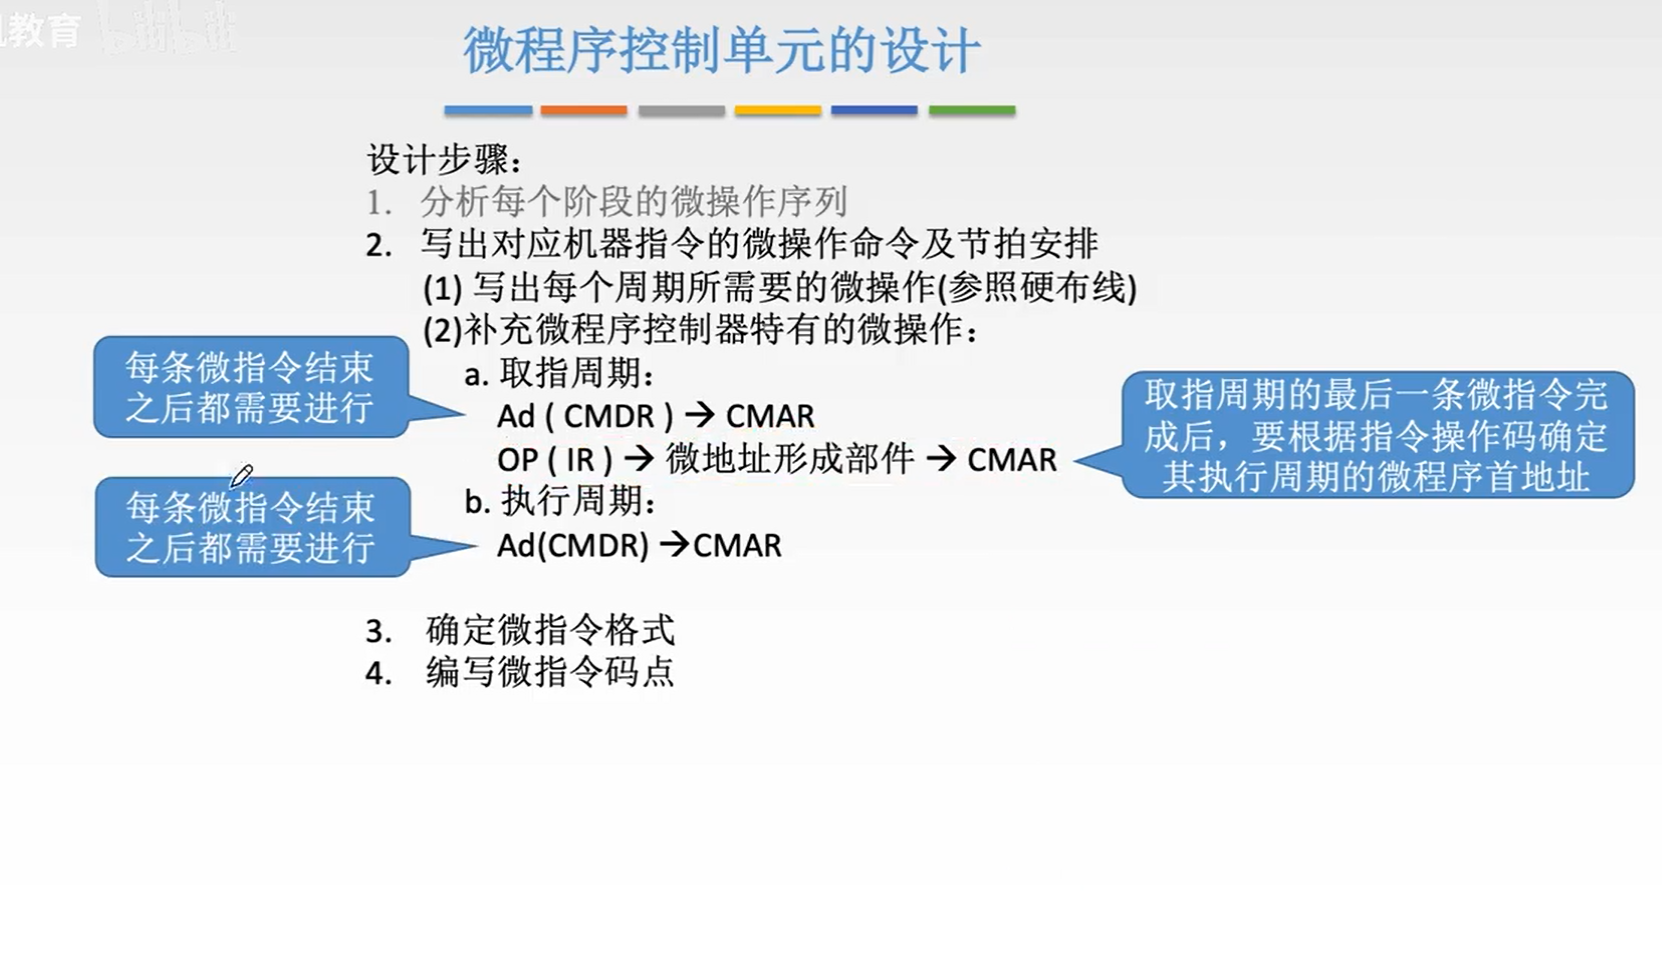 教育
bilibili
微程序控制单元的设计
设计步骤：
1. 分析每个阶段的微操作序列
2. 写出对应机器指令的微操作命令及节拍安排
(1) 写出每个周期所需要的微操作(参照硬布线)
(2)补充微程序控制器特有的微操作：
a. 取指周期：
每条微指令结束
之后都需要进行
Ad ( CMDR ) → CMAR
OP ( IR ) → 微地址形成部件 → CMAR
取指周期的最后一条微指令完
成后，要根据指令操作码确定
其执行周期的微程序首地址
b. 执行周期：
每条微指令结束
之后都需要进行
Ad(CMDR) →CMAR
3. 确定微指令格式
4. 编写微指令码点